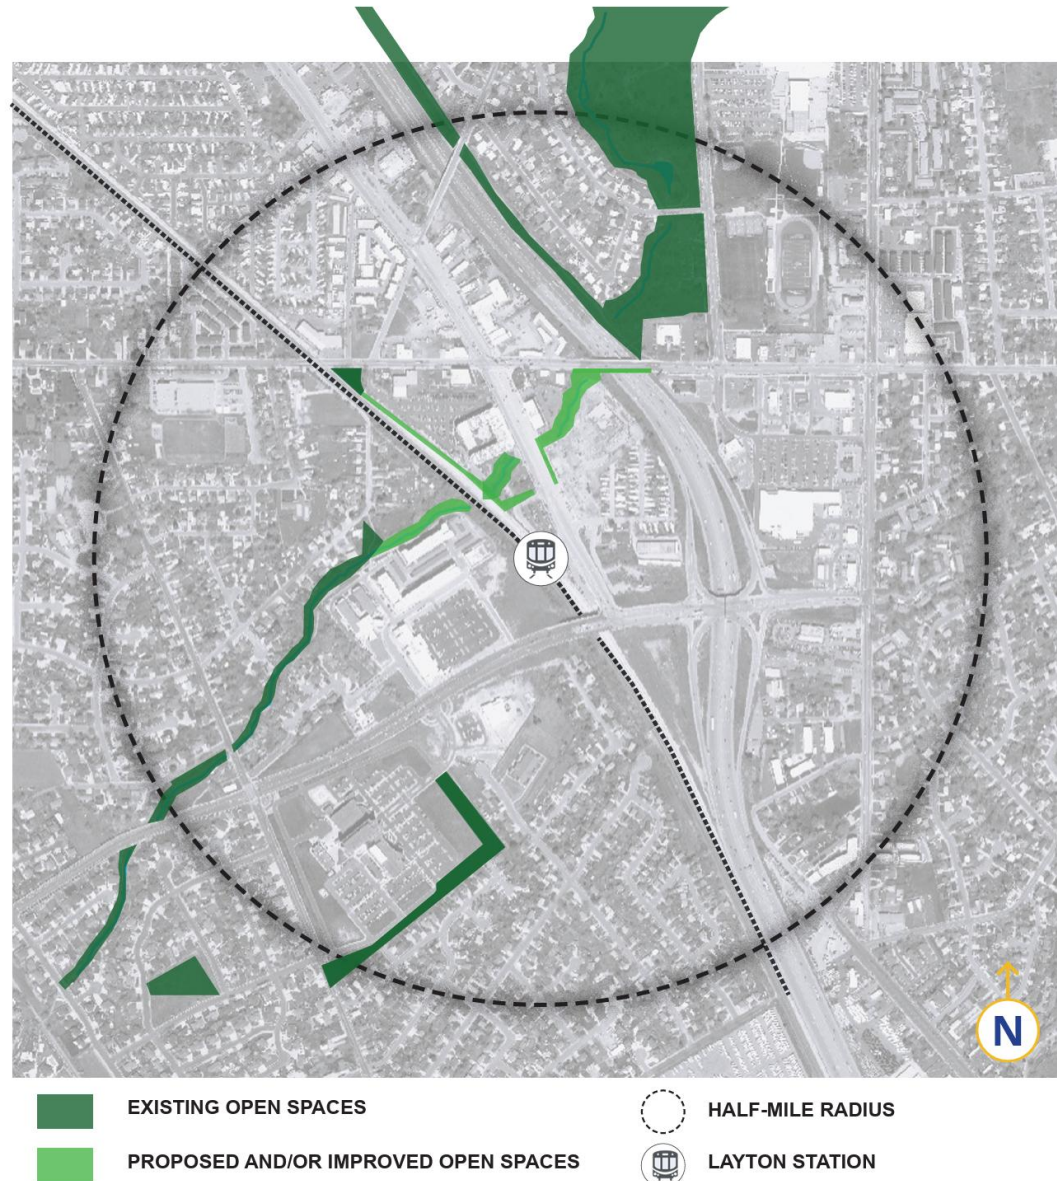 N
EXISTING OPEN SPACES
HALF-MILE RADIUS
PROPOSED AND/OR IMPROVED OPEN SPACES
LAYTON STATION